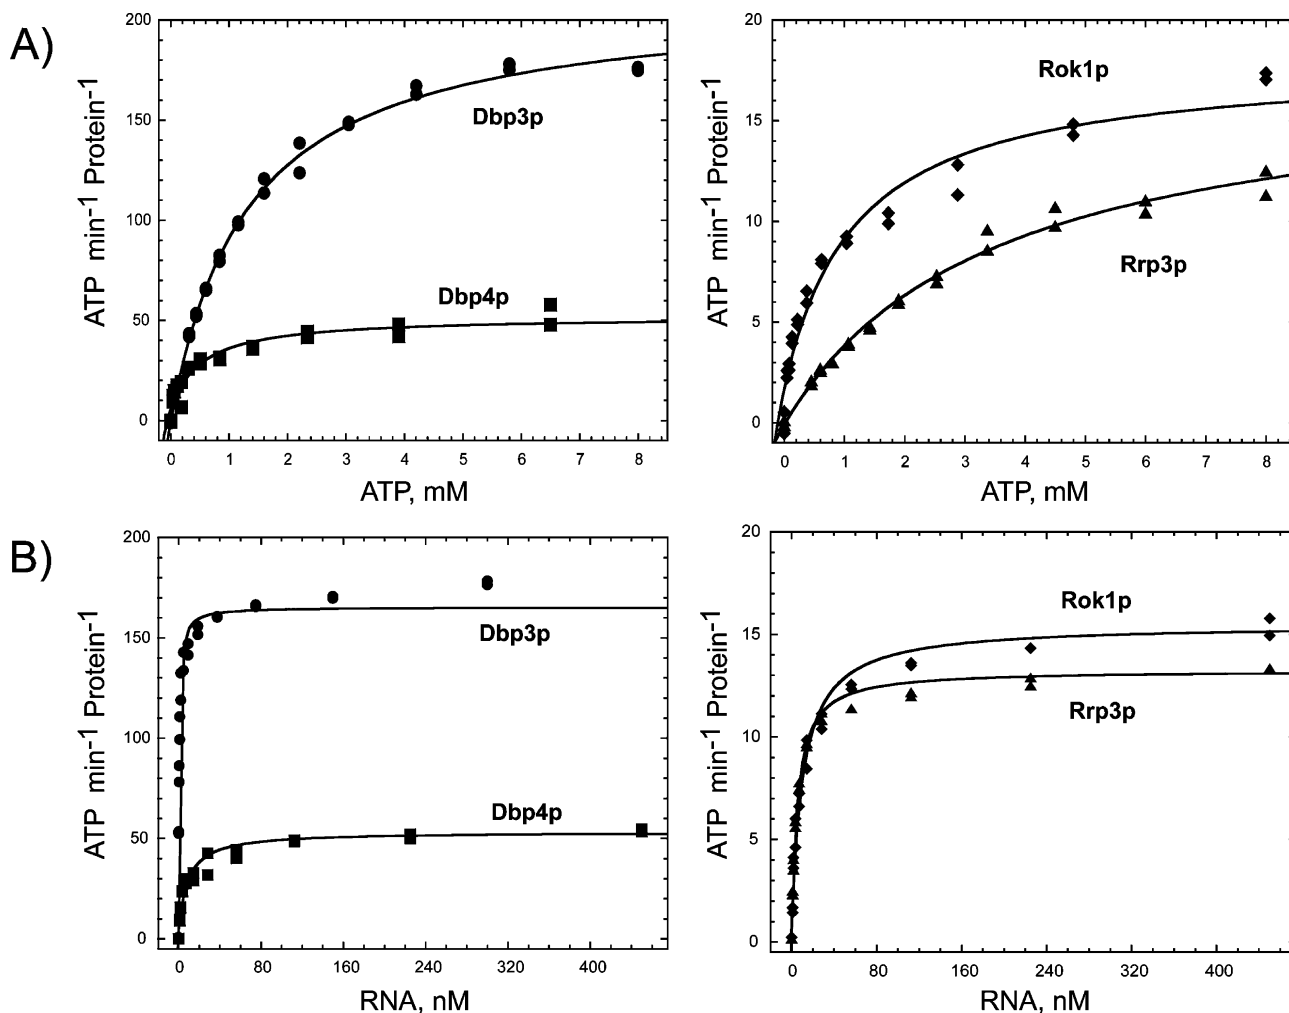 A)
200
150
100
50
0
ATP min-1 Protein-1
Dbp3p
Dbp4p
0 1 2 3 4 5 6 7 8
ATP, mM
20
15
10
5
0
ATP min-1 Protein-1
Rok1p
Rrp3p
0 1 2 3 4 5 6 7 8
ATP, mM
B)
200
150
100
50
0
ATP min-1 Protein-1
Dbp3p
Dbp4p
0 80 160 240 320 400
RNA, nM
20
15
10
5
0
ATP min-1 Protein-1
Rok1p
Rrp3p
0 80 160 240 320 400
RNA, nM